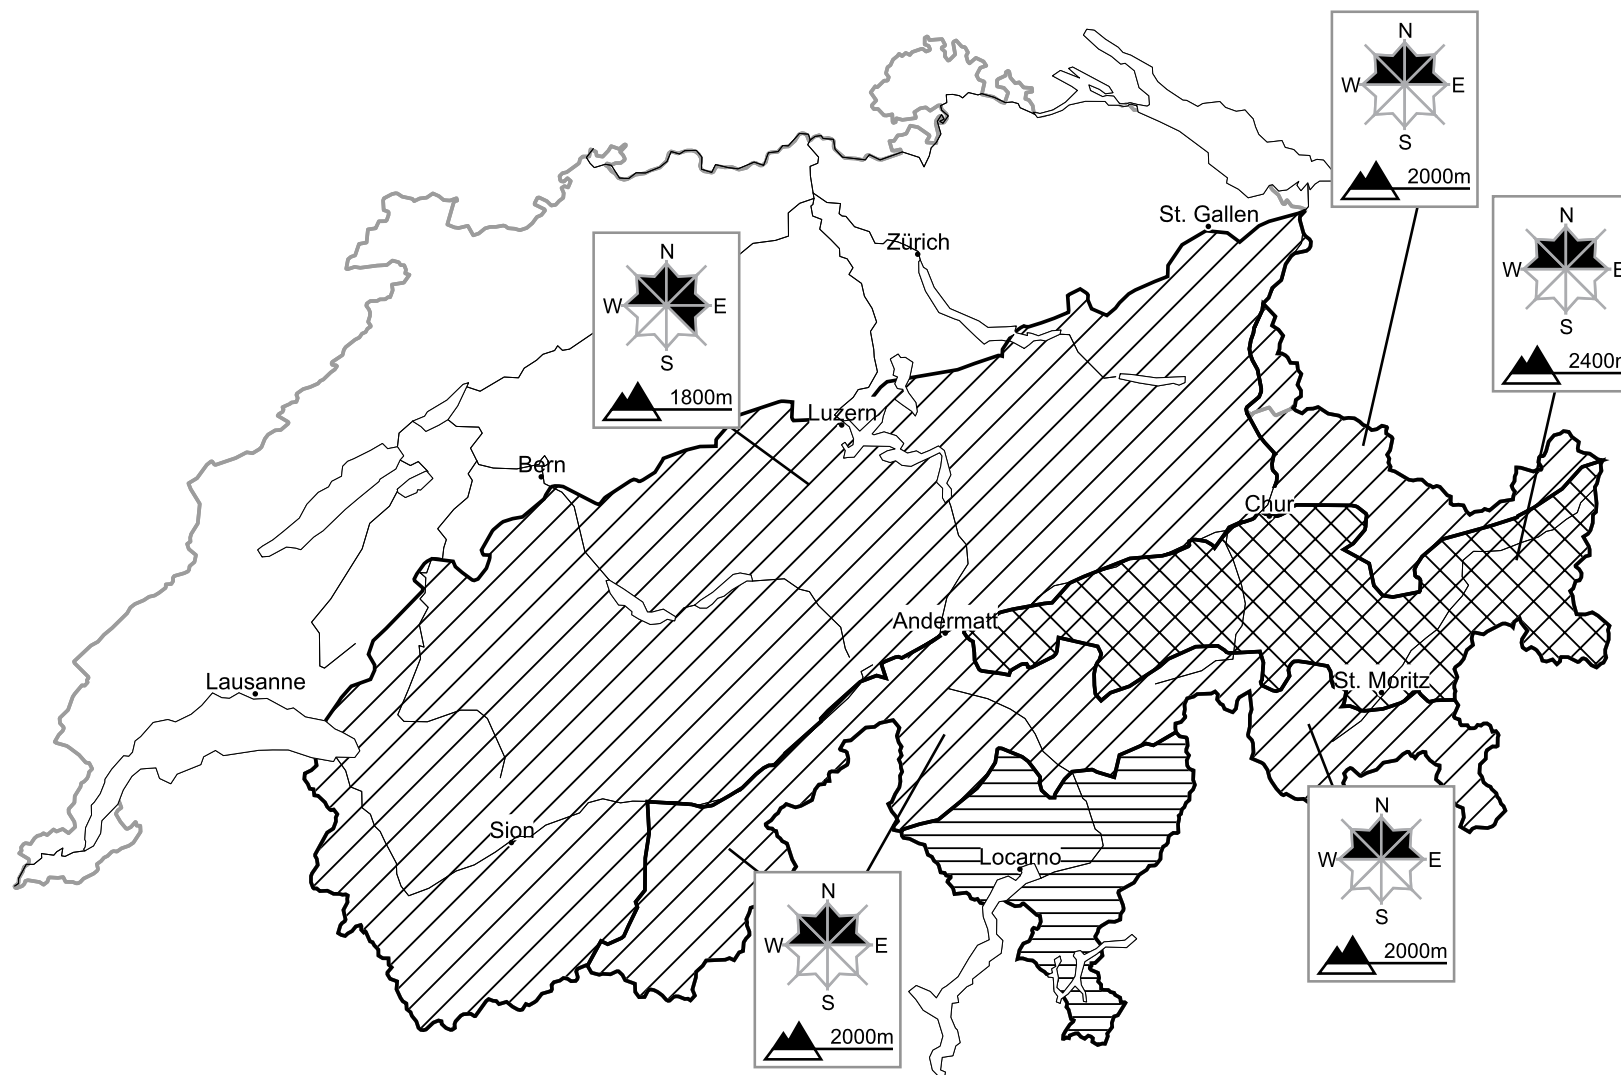 N
W
E
S
2000m
N
W
E
S
2400m
St. Gallen
Zürich
N
W
E
S
1800m
Luzern
Bern
Chur
Andermatt
Lausanne
St. Moritz
Sion
Locarno
N
W
E
S
2000m
N
W
E
S
2000m